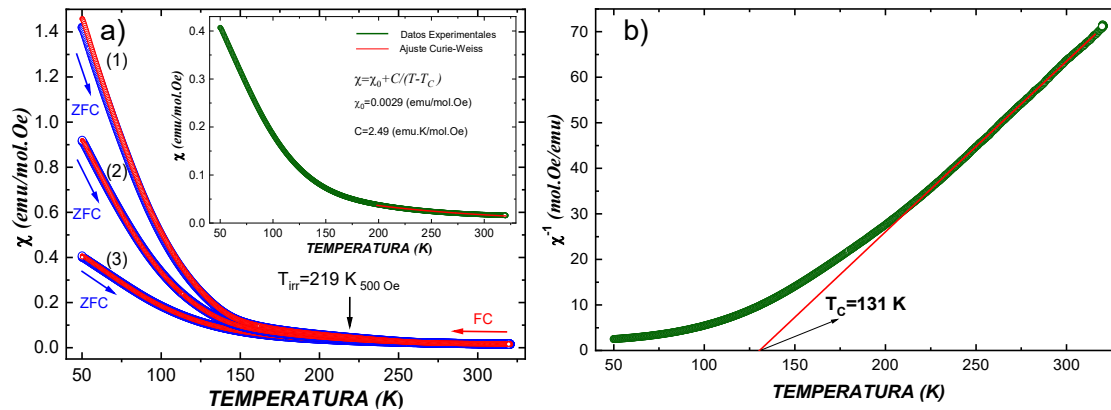 a)
χ (emu/mol.Oe)
1.4
1.2
1.0
0.8
0.6
0.4
0.2
0.0
50
100
150
200
250
300
TEMPERATURA (K)
(1)
ZFC
(2)
ZFC
(3)
ZFC
T_irr=219 K 500 Oe
FC
χ (emu/mol.Oe)
0.4
0.3
0.2
0.1
0.0
50
100
150
200
250
300
TEMPERATURA (K)
Datos Experimentales
Ajuste Curie-Weiss
χ=χ₀+C/(T-T_C)
χ₀=0.0029 (emu/mol.Oe)
C=2.49 (emu.K/mol.Oe)
b)
χ⁻¹ (mol.Oe/emu)
80
70
60
50
40
30
20
10
0
50
100
150
200
250
300
TEMPERATURA (K)
T_C=131 K